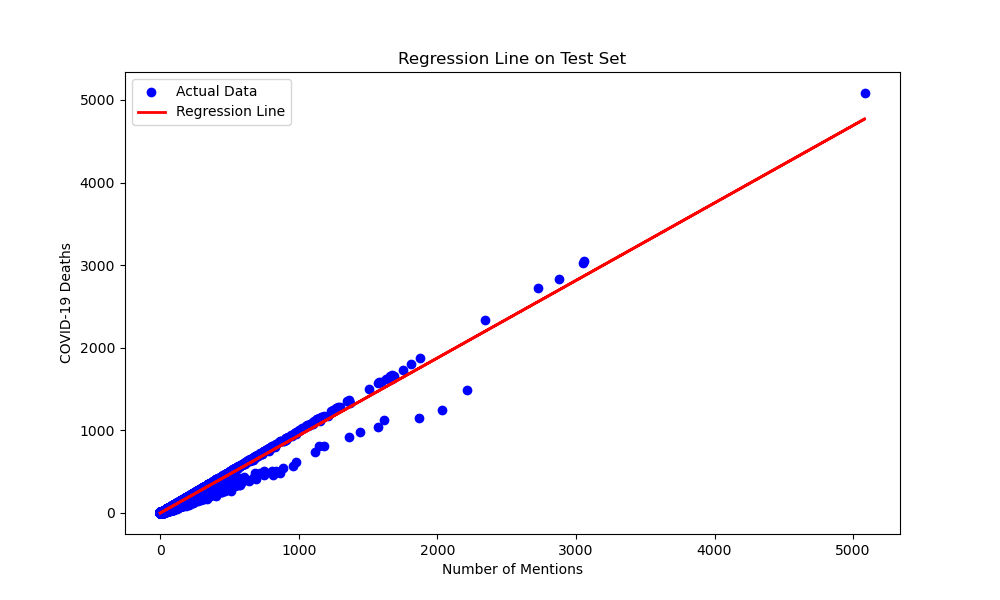 Regression Line on Test Set
Actual Data
Regression Line
5000
4000
3000
2000
1000
0
COVID-19 Deaths
0 1000 2000 3000 4000 5000
Number of Mentions